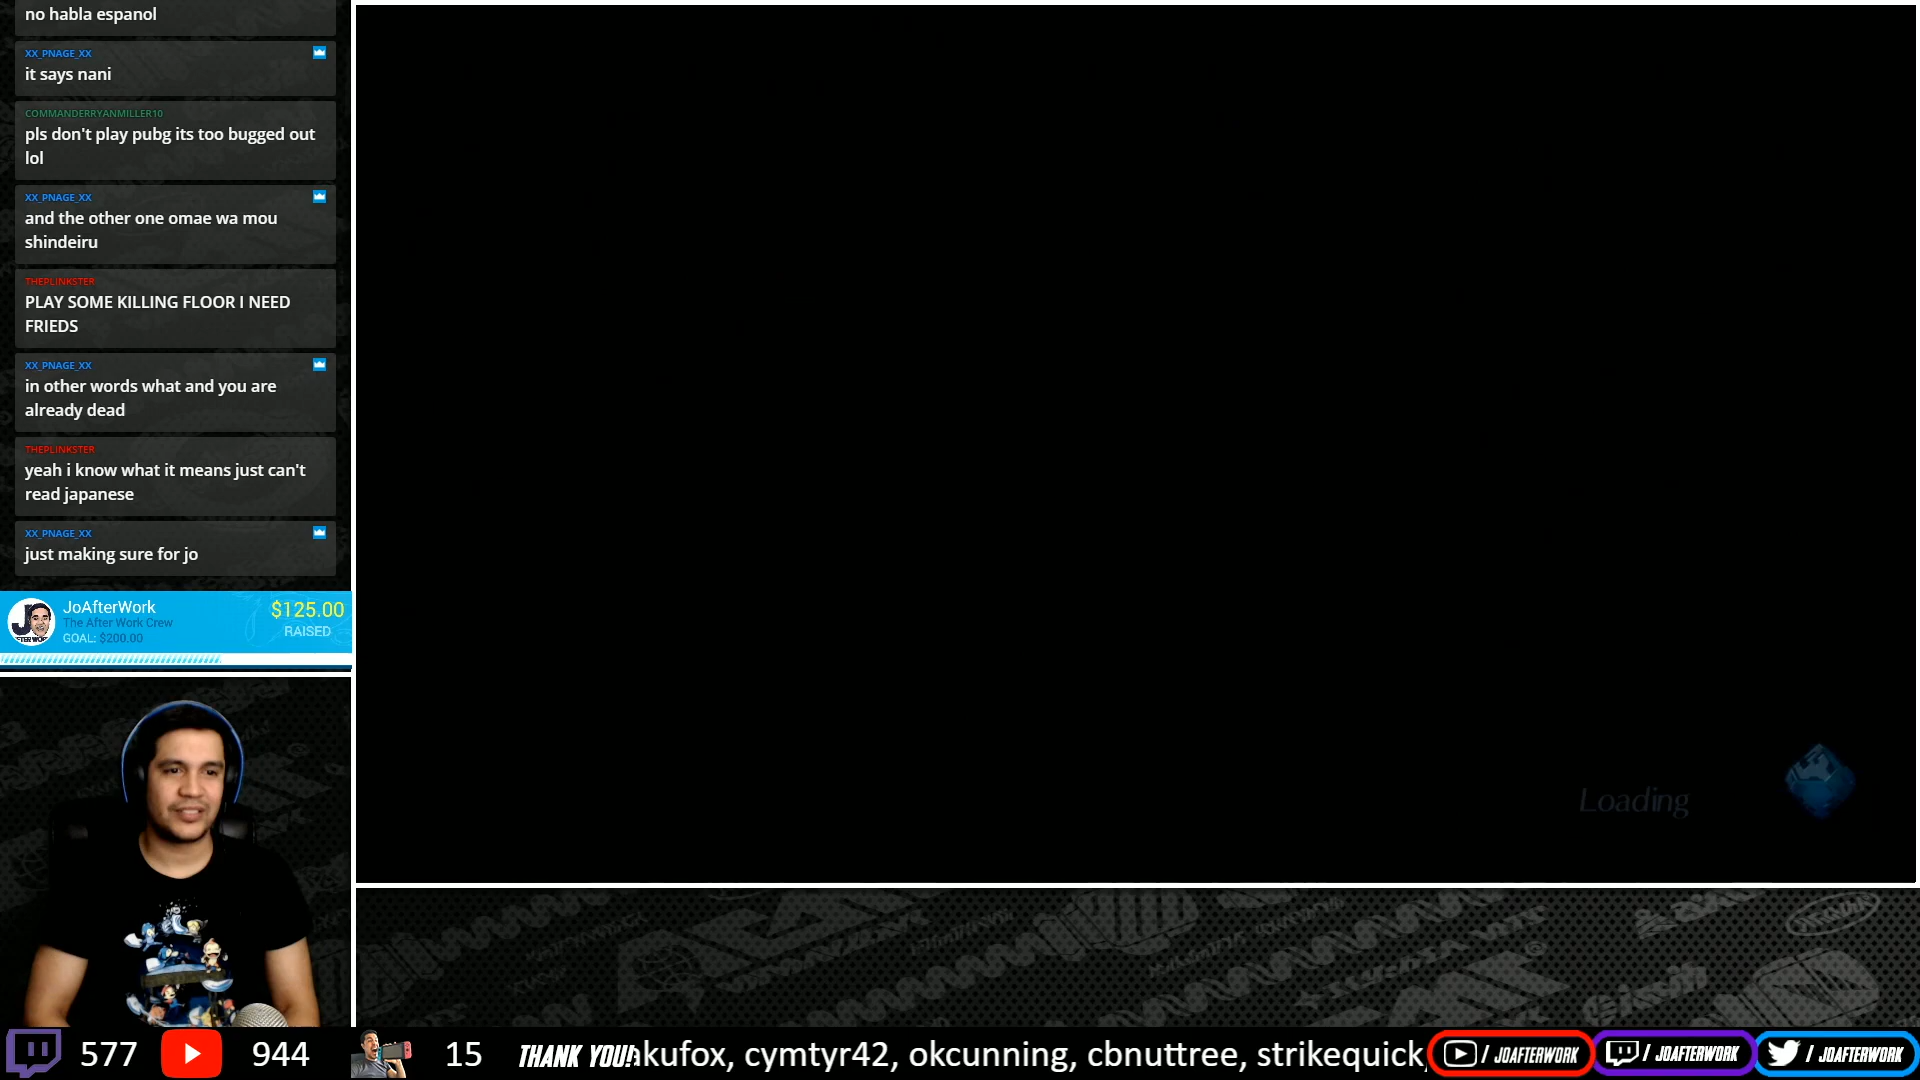 no habla espanol
XX_PNAGE_XX
it says nani
COMMANDERRYANMILLER10
pls don't play pubg its too bugged out
lol
XX_PNAGE_XX
and the other one omae wa mou
shindeiru
THEPLINKSTER
PLAY SOME KILLING FLOOR I NEED
FRIEDS
XX_PNAGE_XX
in other words what and you are
already dead
THEPLINKSTER
yeah i know what it means just can't
read japanese
XX_PNAGE_XX
just making sure for jo
JoAfterWork
$125.00
The After Work Crew
RAISED
GOAL: $200.00
Loading
577
944
15
THANK YOU!
akufox, cymtyr42, okcunning, cbnuttree, strikequick,
/ JOAFTERWORK
/ JOAFTERWORK
/ JOAFTERWORK